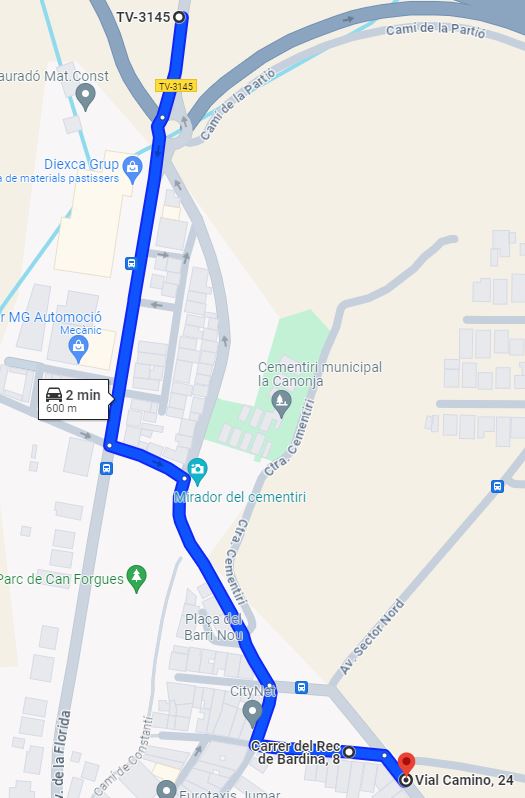 TV-3145
Camí de la Partió
auradó Mat.Const
TV-3145
Camí de la Partió
Diexca Grup
a de materials pastissers
r MG Automoció
Mecànic
2 min
600 m
Cementiri municipal
la Canonja
Ctra. Cementiri
Mirador del cementiri
Ctra. Cementiri
Parc de Can Forgues
Plaça del
Barri Nou
Av. Sector Nord
CityNet
Carrer del Rec
de Bardina, 8
v. de la Florida
Camí de Constantí
Vial Camino, 24
Eurotaxis Jumar